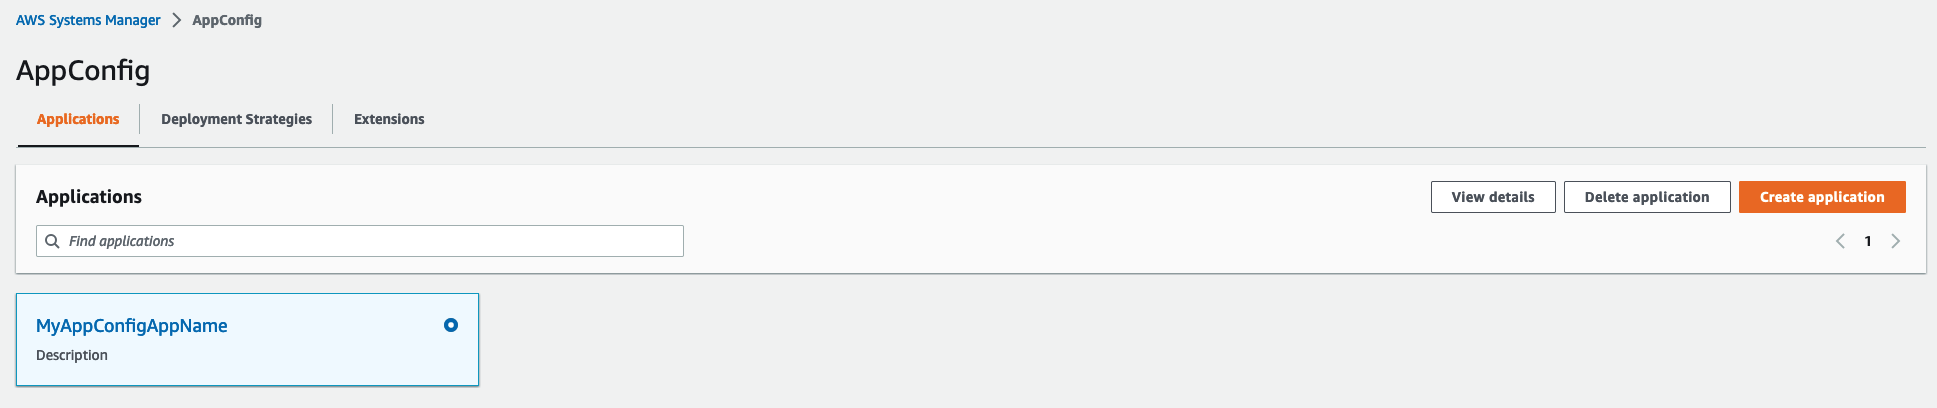 AWS Systems Manager > AppConfig
AppConfig
Applications Deployment Strategies Extensions
Applications View details Delete application Create application
Find applications 1
MyAppConfigAppName
Description